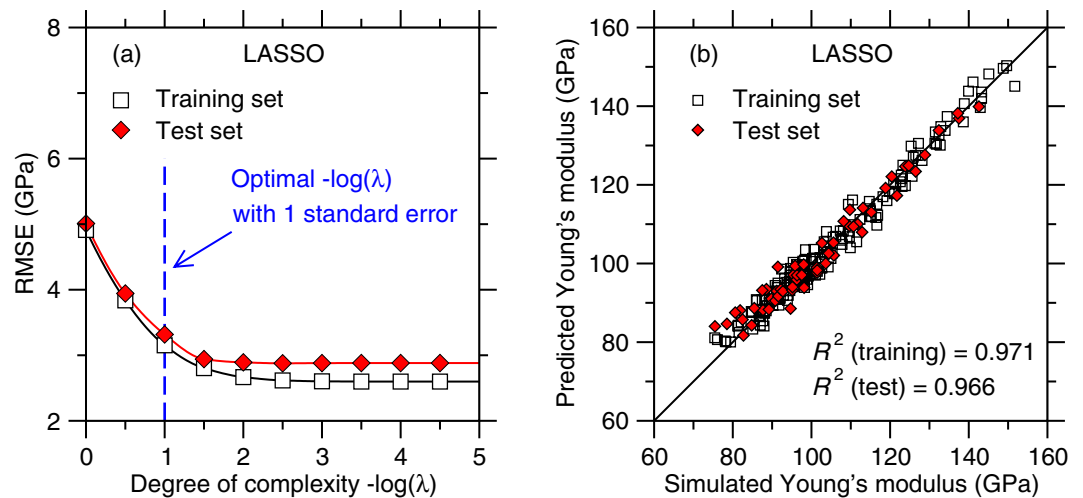 (a) LASSO
Training set
Test set
Optimal -log(λ)
with 1 standard error
RMSE (GPa)
8
6
4
2
0 1 2 3 4 5
Degree of complexity -log(λ)
(b) LASSO
Training set
Test set
R² (training) = 0.971
R² (test) = 0.966
Predicted Young's modulus (GPa)
160
140
120
100
80
60
60 80 100 120 140 160
Simulated Young's modulus (GPa)